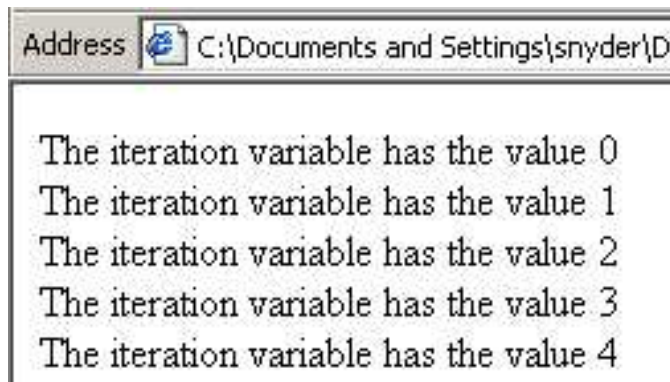 Address C:\Documents and Settings\snyder\D
The iteration variable has the value 0
The iteration variable has the value 1
The iteration variable has the value 2
The iteration variable has the value 3
The iteration variable has the value 4